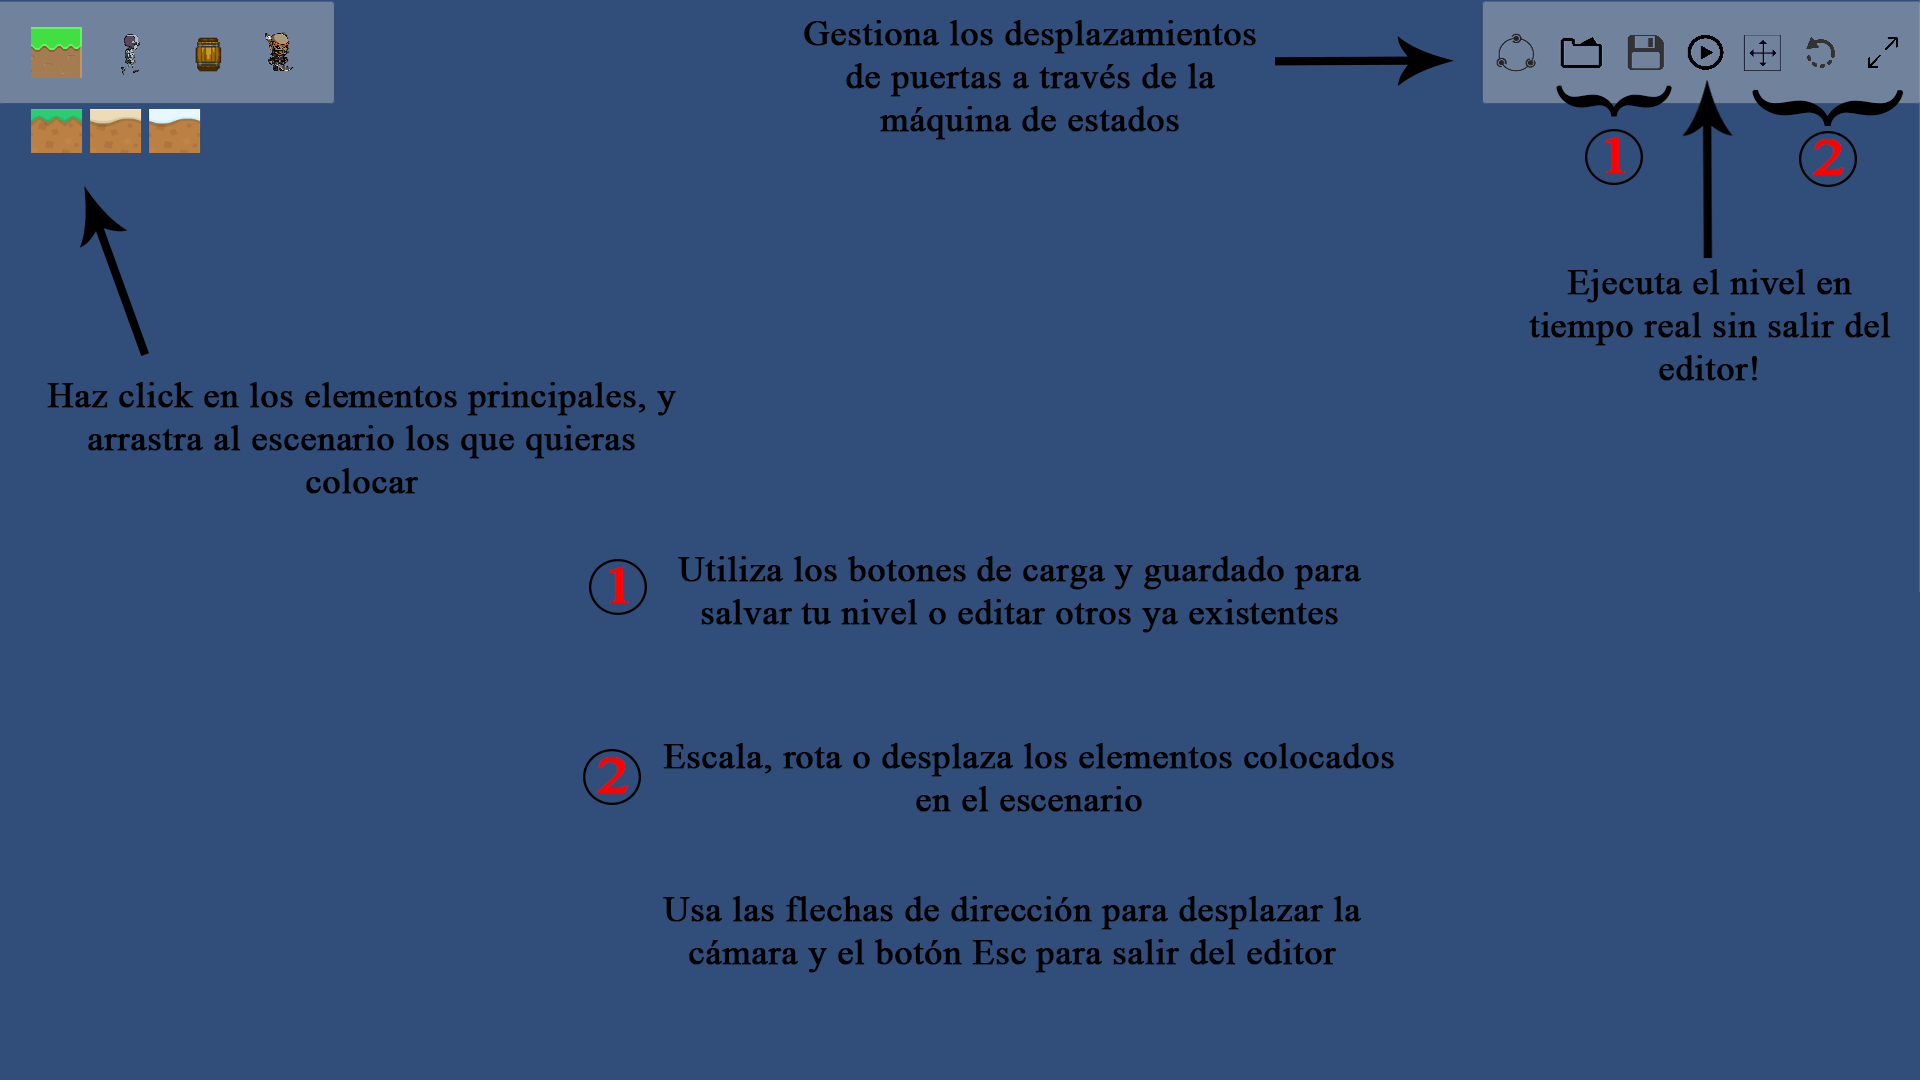 Gestiona los desplazamientos
de puertas a través de la
máquina de estados
1
2
Ejecuta el nivel en
tiempo real sin salir del
editor!
Haz click en los elementos principales, y
arrastra al escenario los que quieras
colocar
1
Utiliza los botones de carga y guardado para
salvar tu nivel o editar otros ya existentes
2
Escala, rota o desplaza los elementos colocados
en el escenario
Usa las flechas de dirección para desplazar la
cámara y el botón Esc para salir del editor